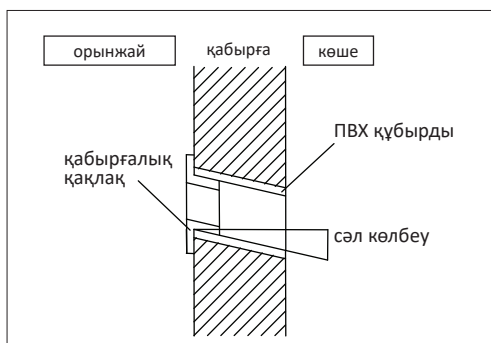 орынжай
қабырға
көше
ПВХ құбырды
қабырғалық
қақлақ
сәл көлбеу